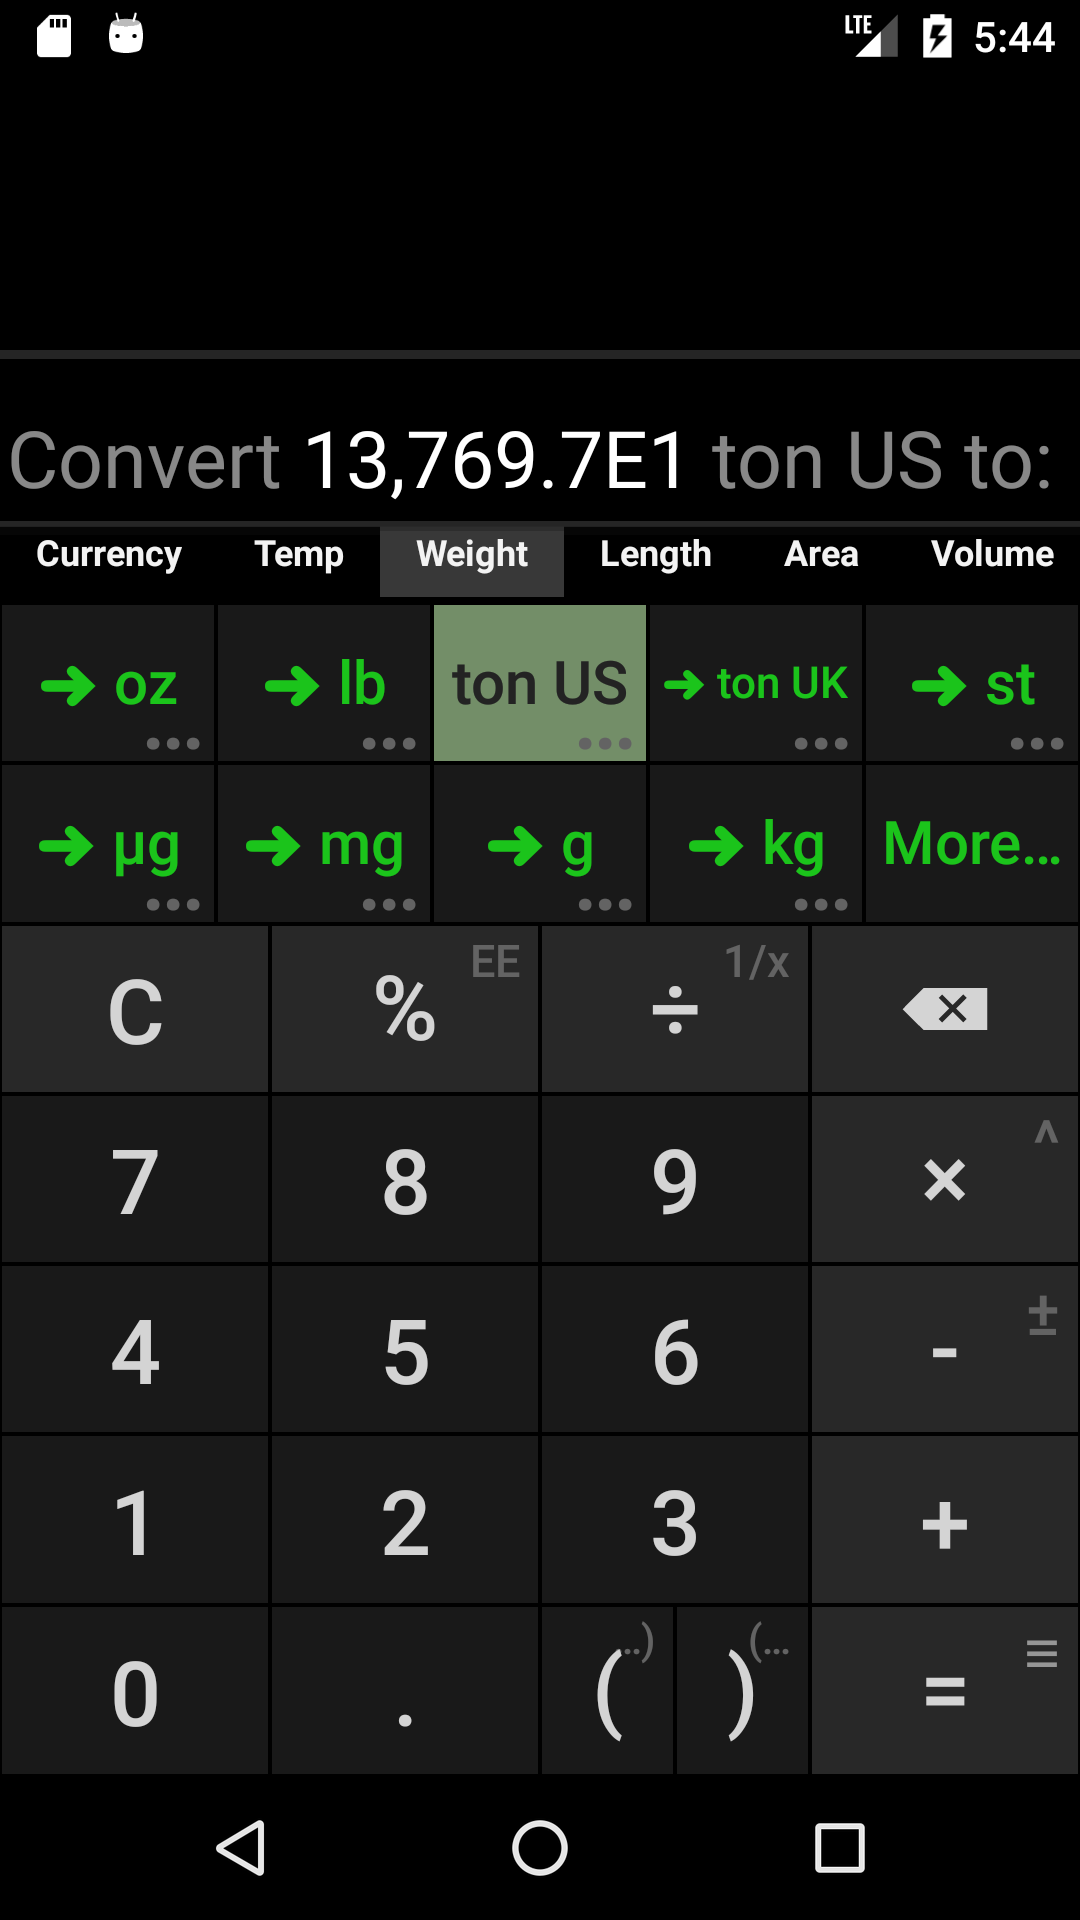 LTE 5:44
Convert 13,769.7E1 ton US to:
Currency Temp Weight Length Area Volume
→ oz → lb ton US → ton UK → st
→ µg → mg → g → kg More...
C % EE ÷ 1/x
7 8 9 × ^
4 5 6 - ±
1 2 3 +
0 . ( ..) ) (... = ≡